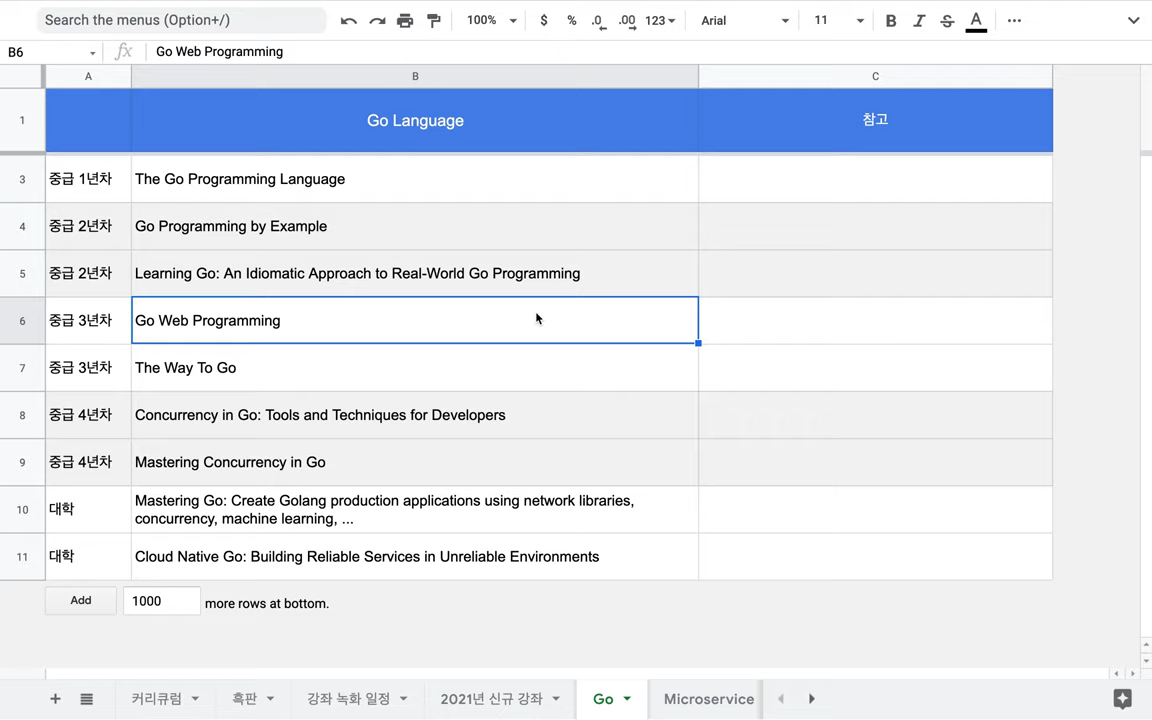 Search the menus (Option+/)
100%
$
%
.0
.00
123
Arial
11
B
I
S
A
B6
fx
Go Web Programming
A
B
C
1
Go Language
참고
3
중급 1년차
The Go Programming Language
4
중급 2년차
Go Programming by Example
5
중급 2년차
Learning Go: An Idiomatic Approach to Real-World Go Programming
6
중급 3년차
Go Web Programming
7
중급 3년차
The Way To Go
8
중급 4년차
Concurrency in Go: Tools and Techniques for Developers
9
중급 4년차
Mastering Concurrency in Go
10
대학
Mastering Go: Create Golang production applications using network libraries,
concurrency, machine learning, ...
11
대학
Cloud Native Go: Building Reliable Services in Unreliable Environments
Add
1000
more rows at bottom.
커리큐럼
흑판
강좌 녹화 일정
2021년 신규 강좌
Go
Microservice